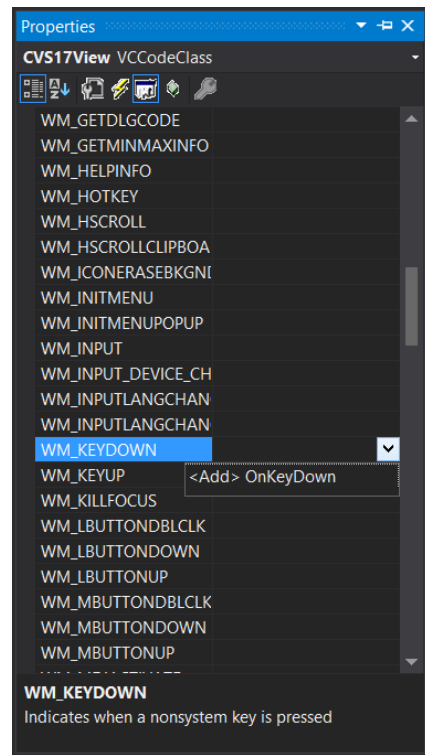 Properties
CVS17View VCCodeClass
WM_GETDLGCODE
WM_GETMINMAXINFO
WM_HELPINFO
WM_HOTKEY
WM_HSCROLL
WM_HSCROLLCLIPBOA
WM_ICONERASEBKGN
WM_INITMENU
WM_INITMENUPOPUP
WM_INPUT
WM_INPUT_DEVICE_CH
WM_INPUTLANGCHAN
WM_INPUTLANGCHAN
WM_KEYDOWN
WM_KEYUP <Add> OnKeyDown
WM_KILLFOCUS
WM_LBUTTONDBLCLK
WM_LBUTTONDOWN
WM_LBUTTONUP
WM_MBUTTONDBLCLK
WM_MBUTTONDOWN
WM_MBUTTONUP
WM_KEYDOWN
Indicates when a nonsystem key is pressed